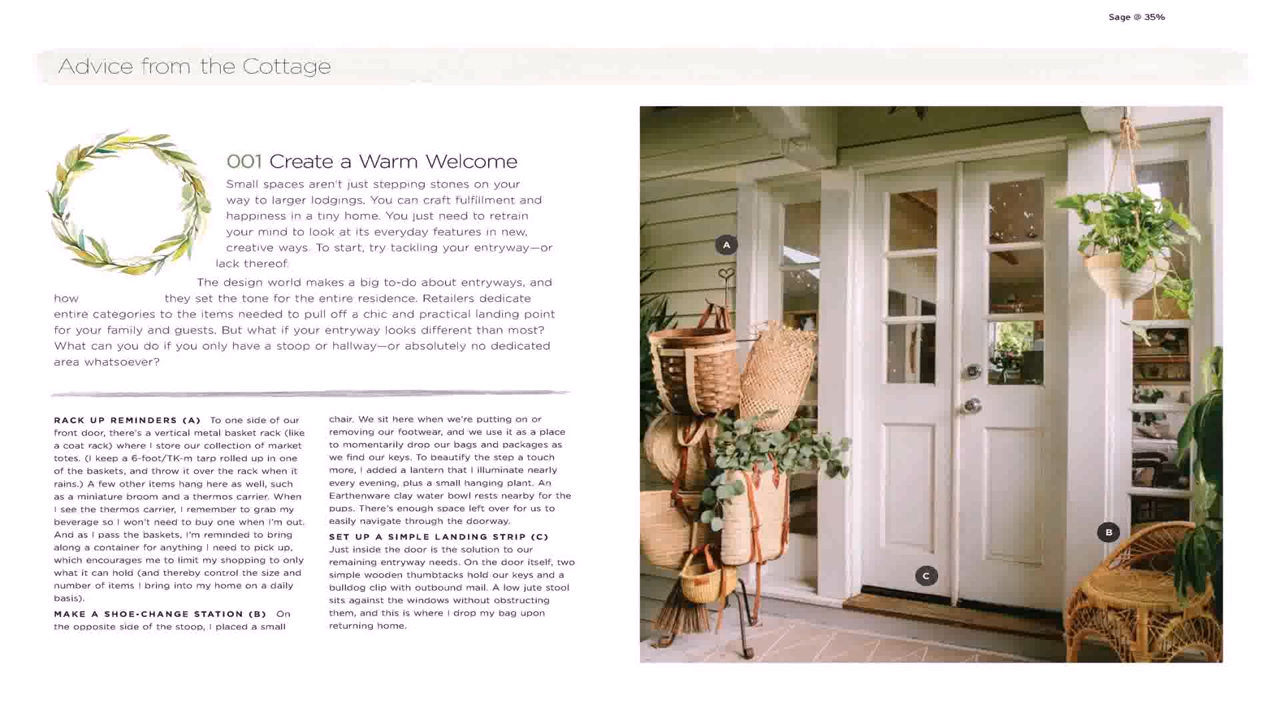 Sage @ 35%
Advice from the Cottage
001 Create a Warm Welcome
Small spaces aren't just stepping stones on your
way to larger lodgings. You can craft fulfillment and
happiness in a tiny home. You just need to retrain
your mind to look at its everyday features in new,
creative ways. To start, try tackling your entryway—or
lack thereof.
The design world makes a big to-do about entryways, and
how they set the tone for the entire residence. Retailers dedicate
entire categories to the items needed to pull off a chic and practical landing point
for your family and guests. But what if your entryway looks different than most?
What can you do if you only have a stoop or hallway—or absolutely no dedicated
area whatsoever?
RACK UP REMINDERS (A) To one side of our
front door, there's a vertical metal basket rack (like
a coat rack) where I store our collection of market
totes. (I keep a 6-foot/TK-m tarp rolled up in one
of the baskets, and throw it over the rack when it
rains.) A few other items hang here as well, such
as a miniature broom and a thermos carrier. When
I see the thermos carrier, I remember to grab my
beverage so I won't need to buy one when I'm out.
And as I pass the baskets, I'm reminded to bring
along a container for anything I need to pick up,
which encourages me to limit my shopping to only
what it can hold (and thereby control the size and
number of items I bring into my home on a daily
basis).
MAKE A SHOE-CHANGE STATION (B) On
the opposite side of the stoop, I placed a small
chair. We sit here when we're putting on or
removing our footwear, and we use it as a place
to momentarily drop our bags and packages as
we find our keys. To beautify the step a touch
more, I added a lantern that I illuminate nearly
every evening, plus a small hanging plant. An
Earthenware clay water bowl rests nearby for the
pups. There's enough space left over for us to
easily navigate through the doorway.
SET UP A SIMPLE LANDING STRIP (C)
Just inside the door is the solution to our
remaining entryway needs. On the door itself, two
simple wooden thumbtacks hold our keys and a
bulldog clip with outbound mail. A low jute stool
sits against the windows without obstructing
them, and this is where I drop my bag upon
returning home.
A
B
C